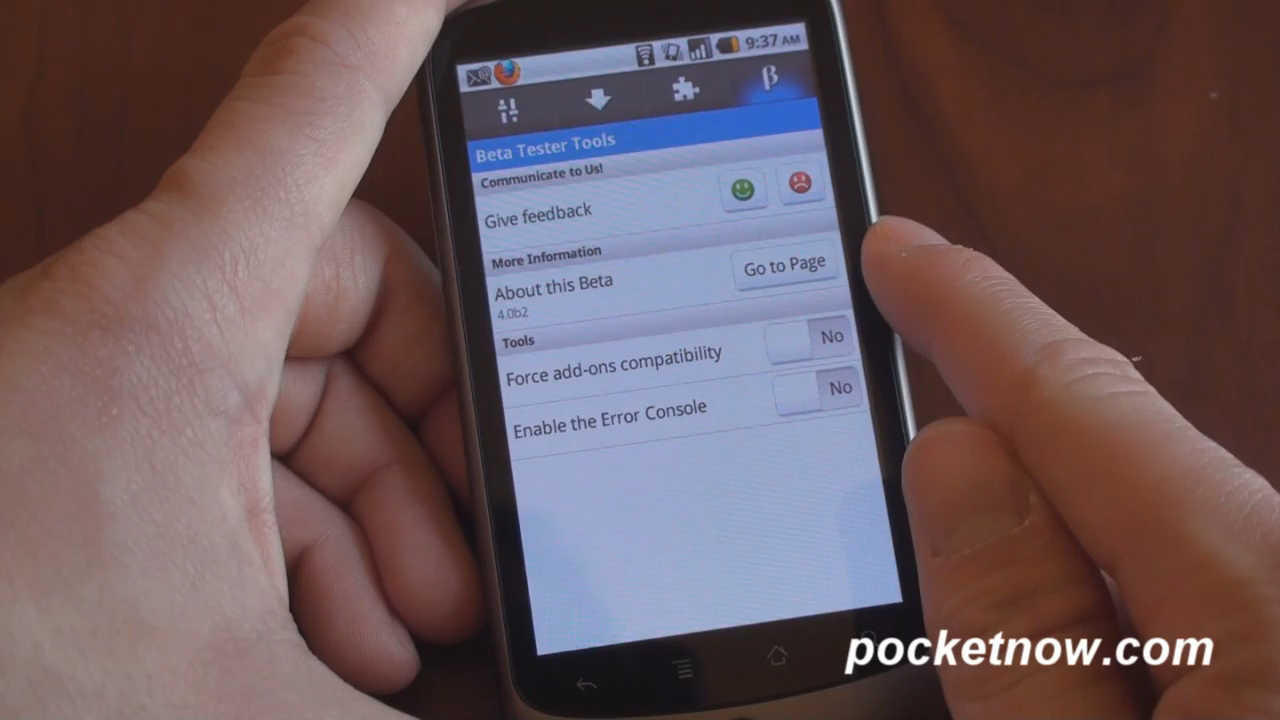 9:37 AM
β
Beta Tester Tools
Communicate to Us!
Give feedback
More Information
About this Beta
Go to Page
4.0b2
Tools
Force add-ons compatibility
No
Enable the Error Console
No
pocketnow.com